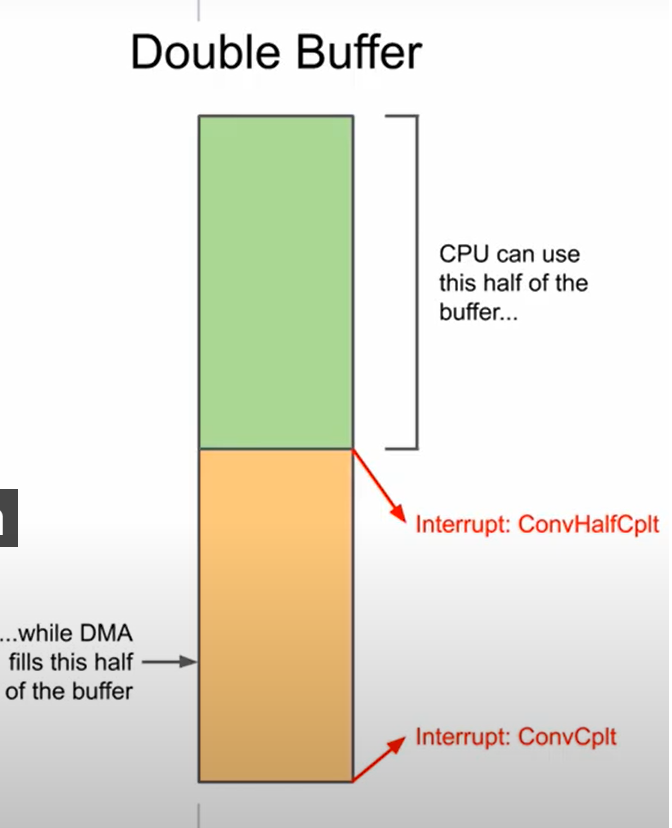 Double Buffer
CPU can use
this half of the
buffer...
Interrupt: ConvHalfCplt
...while DMA
fills this half
of the buffer
Interrupt: ConvCplt